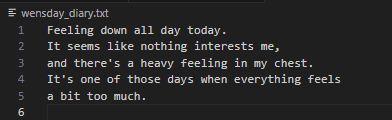 wensday_diary.txt
1 Feeling down all day today.
2 It seems like nothing interests me,
3 and there's a heavy feeling in my chest.
4 It's one of those days when everything feels
5 a bit too much.
6